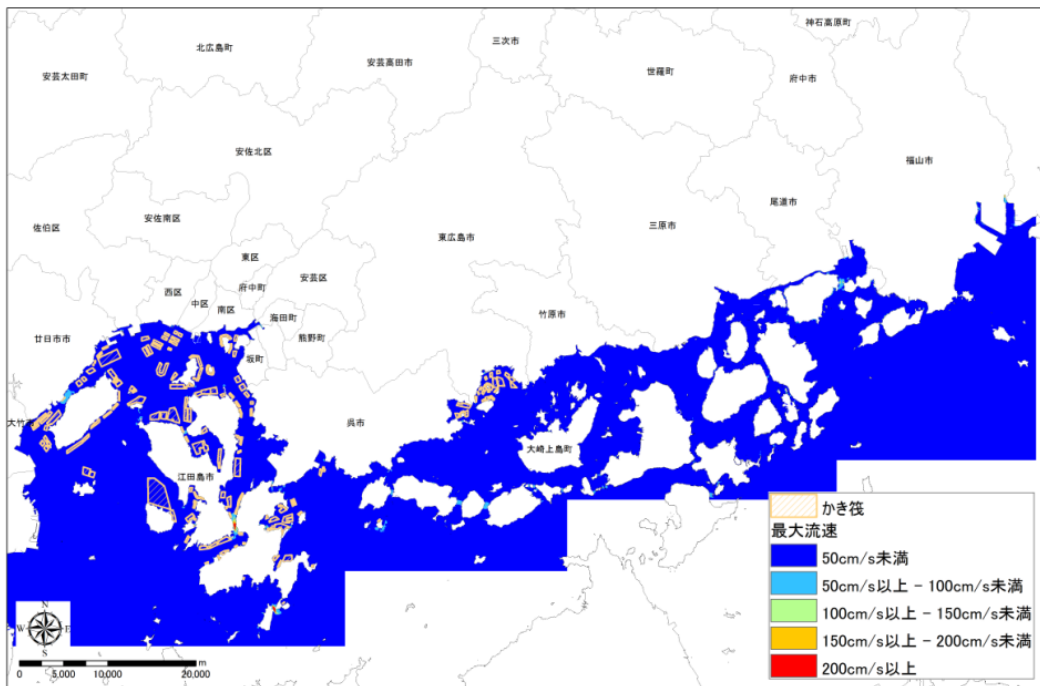 神石高原町
三次市
北広島町
安芸高田市
安芸太田町
世羅町
府中市
安佐北区
福山市
尾道市
安佐南区
佐伯区
三原市
東広島市
東区
安芸区
西区
府中町
中区
南区
海田町
竹原市
廿日市市
熊野町
坂町
大竹
呉市
大崎上島町
江田島市
かき筏
最大流速
50cm/s未満
50cm/s以上 - 100cm/s未満
100cm/s以上 - 150cm/s未満
150cm/s以上 - 200cm/s未満
200cm/s以上
N
W E
S
0 5,000 10,000 20,000 m